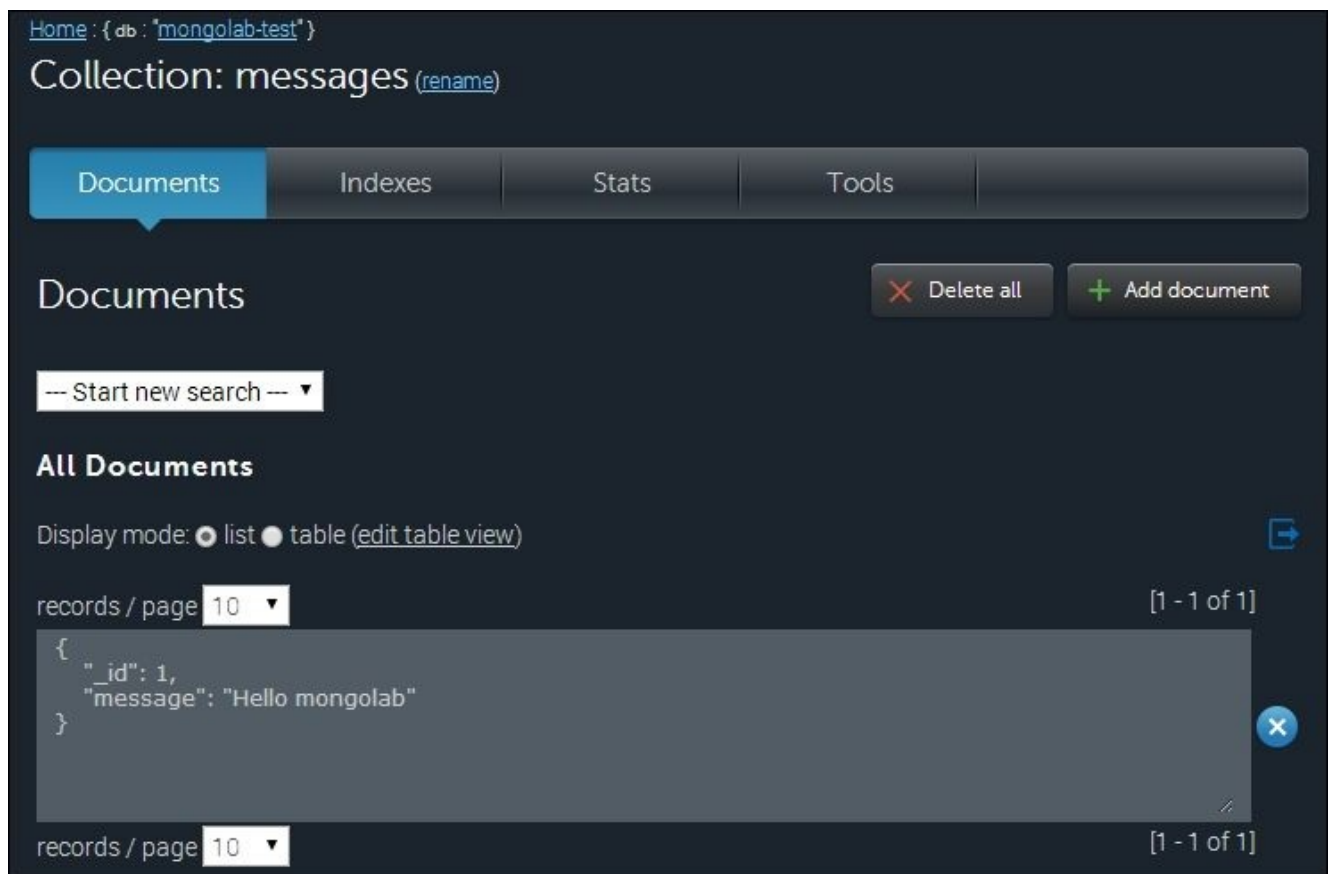 Home : { db : "mongolab-test" }
Collection: messages (rename)
Documents Indexes Stats Tools
Documents Delete all Add document
--- Start new search ---
All Documents
Display mode: list table (edit table view)
records / page 10 [1 - 1 of 1]
{
"_id": 1,
"message": "Hello mongolab"
}
records / page 10 [1 - 1 of 1]